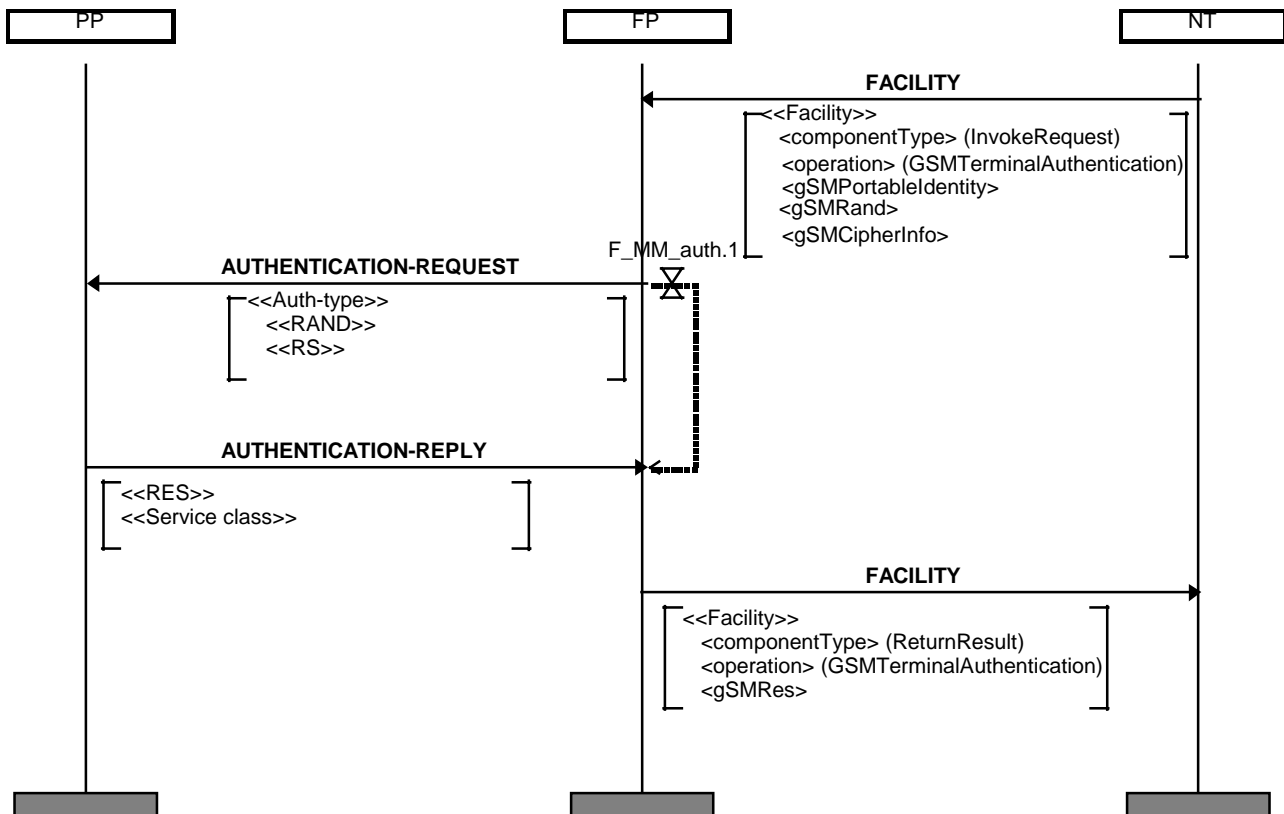 PP
FP
NT
FACILITY
<<Facility>>
<componentType> (InvokeRequest)
<operation> (GSMTerminalAuthentication)
<gSMPortableIdentity>
<gSMRand>
<gSMCipherInfo>
F_MM_auth.1
AUTHENTICATION-REQUEST
<<Auth-type>>
<<RAND>>
<<RS>>
AUTHENTICATION-REPLY
<<RES>>
<<Service class>>
FACILITY
<<Facility>>
<componentType> (ReturnResult)
<operation> (GSMTerminalAuthentication)
<gSMRes>